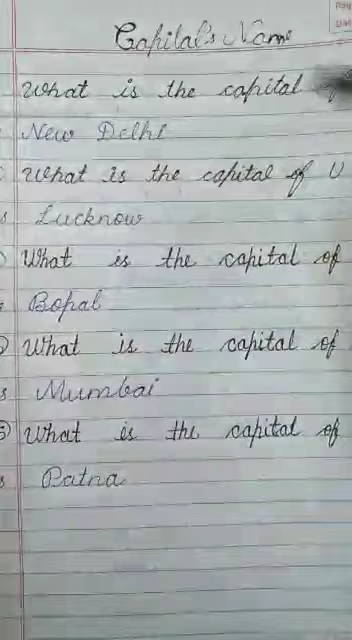 Capital's Name
What is the capital
New Delhi
What is the capital of U
Lucknow
What is the capital of
Bopal
What is the capital of
Mumbai
5) What is the capital of
Patna